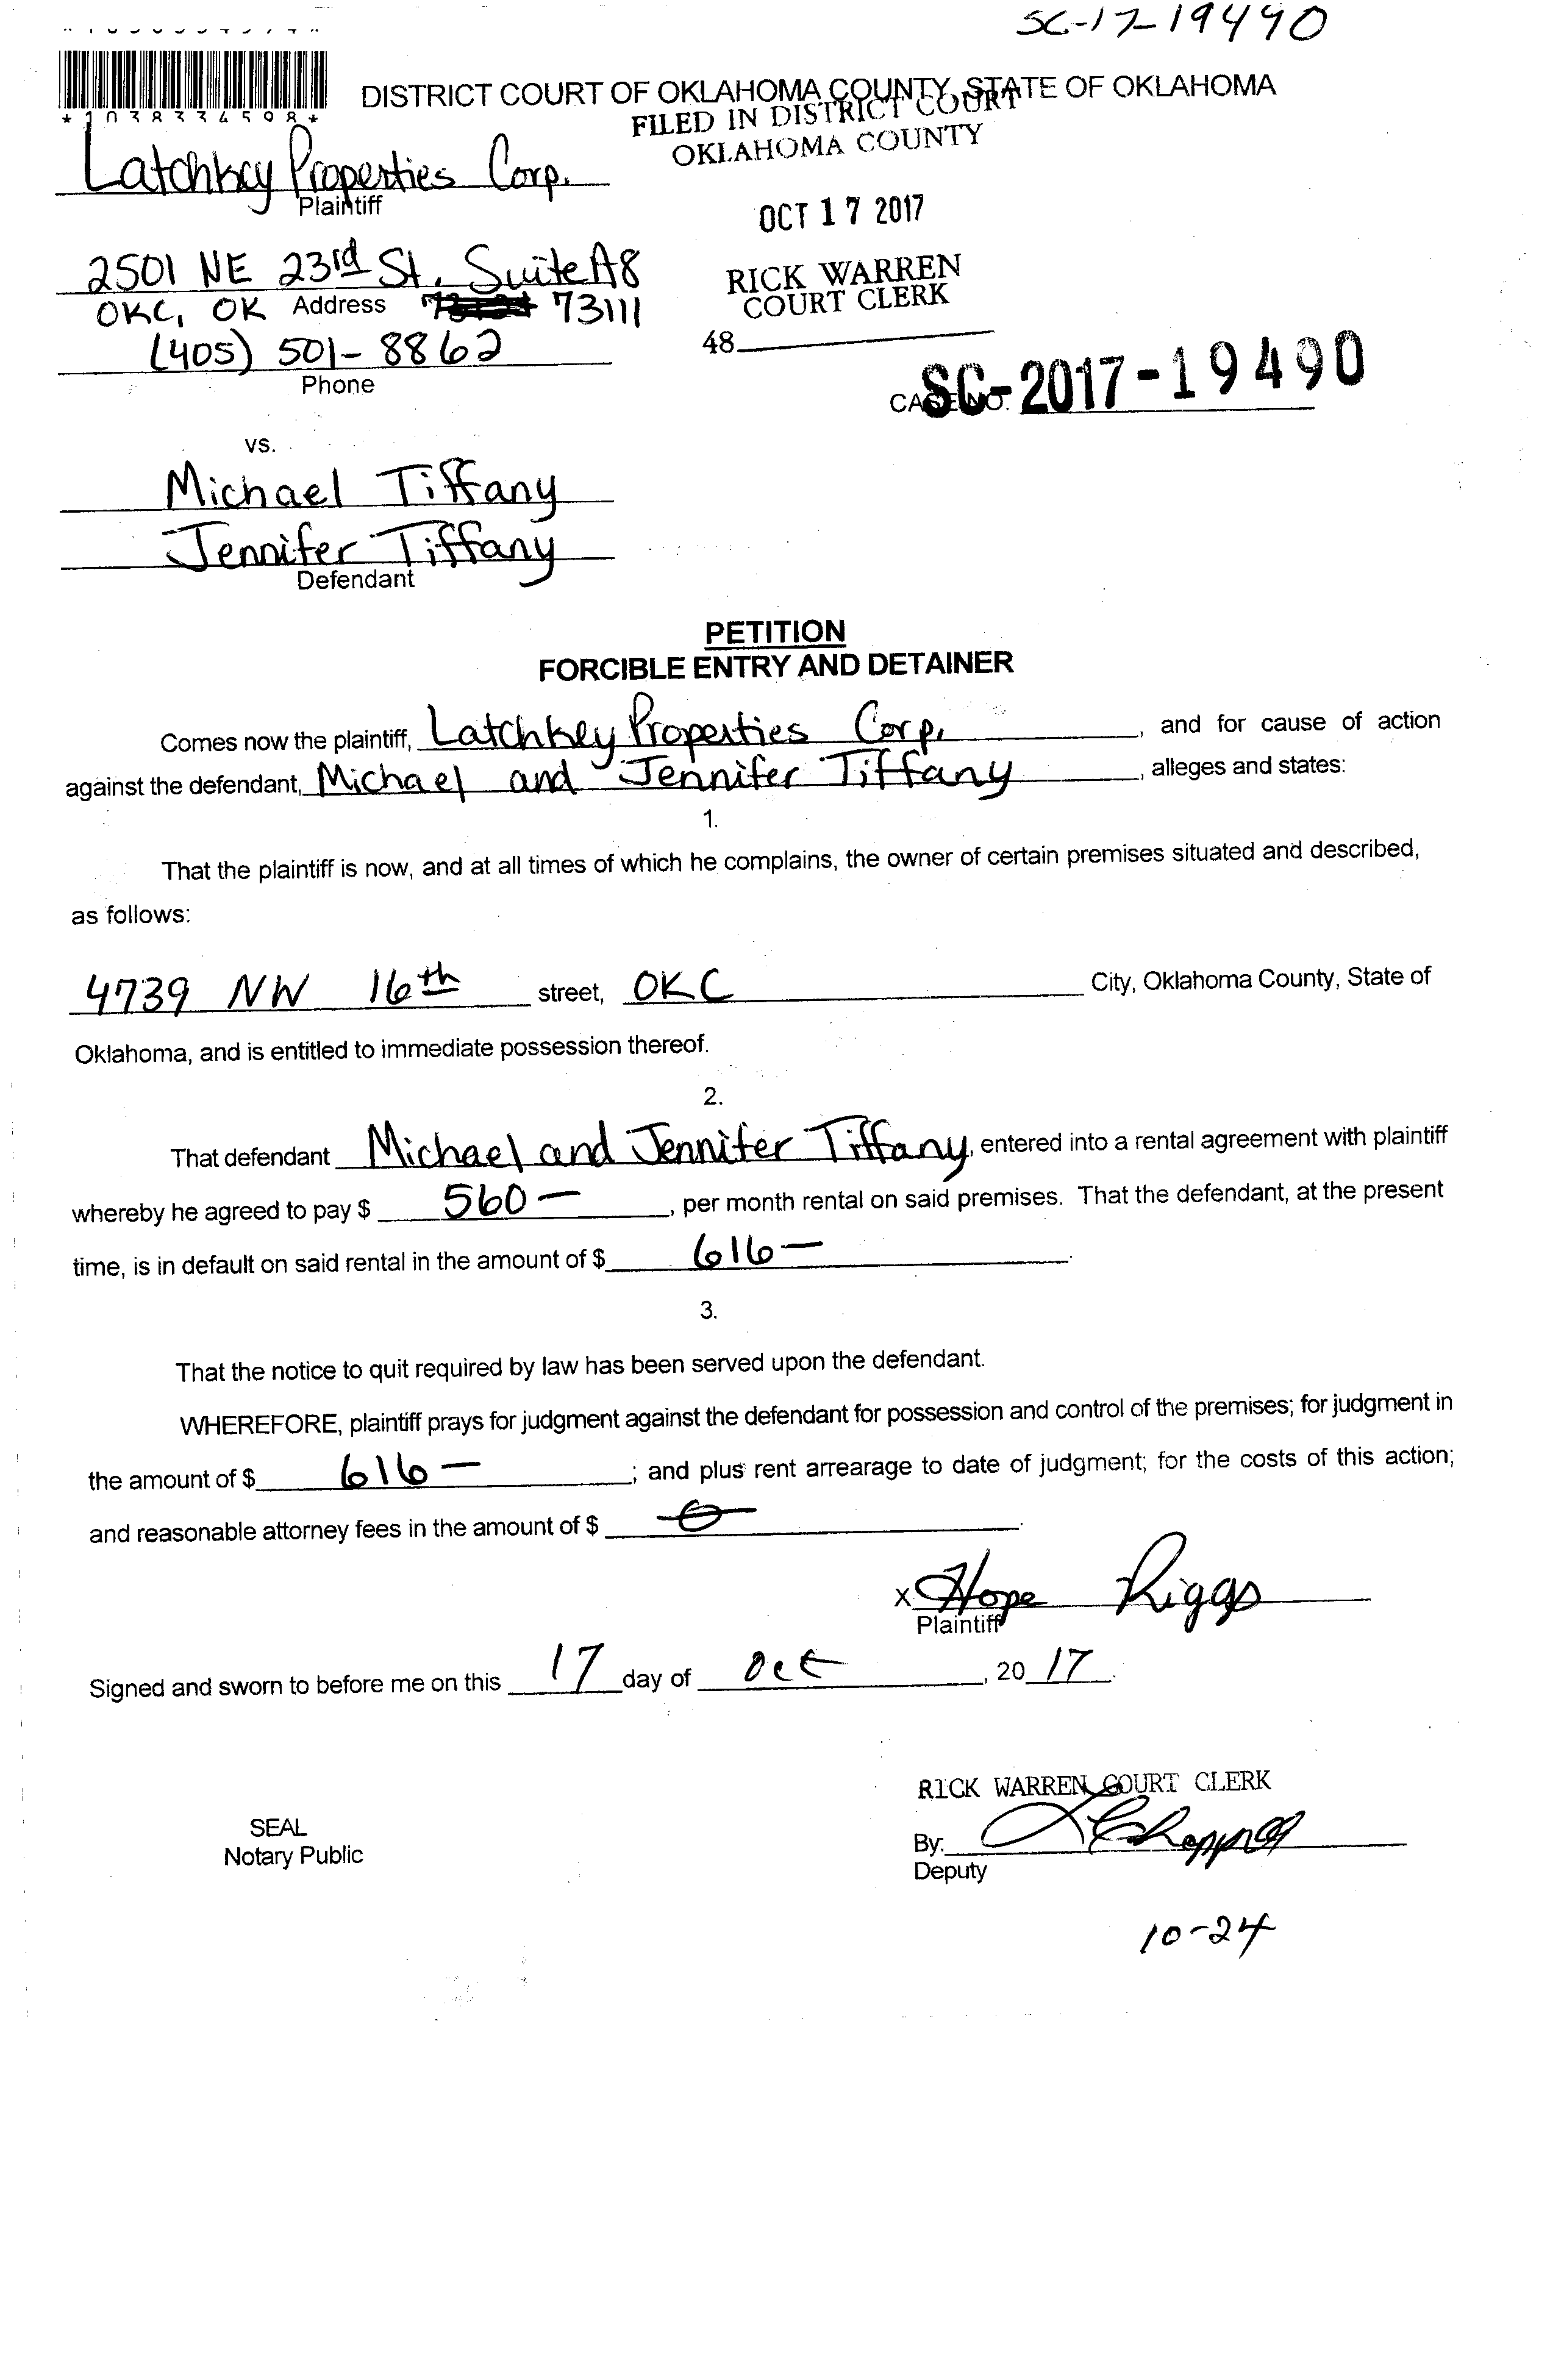 SC-17-19490
DISTRICT COURT OF OKLAHOMA COUNTY, STATE OF OKLAHOMA
*1038334598*
FILED IN DISTRICT COURT
OKLAHOMA COUNTY
Latchkey Properties Corp.
Plaintiff
OCT 17 2017
2501 NE 23rd St. Suite A8
RICK WARREN
COURT CLERK
OKC, OK Address 73111
48
(405) 501-8862
Phone
CASE NO. SC-2017-19490
vs.
Michael Tiffany
Jennifer Tiffany
Defendant
PETITION
FORCIBLE ENTRY AND DETAINER
Comes now the plaintiff, Latchkey Properties Corp. , and for cause of action
against the defendant, Michael and Jennifer Tiffany , alleges and states:
1.
That the plaintiff is now, and at all times of which he complains, the owner of certain premises situated and described,
as follows:
4739 NW 16th street, OKC City, Oklahoma County, State of
Oklahoma, and is entitled to immediate possession thereof.
2.
That defendant Michael and Jennifer Tiffany, entered into a rental agreement with plaintiff
whereby he agreed to pay $ 560— , per month rental on said premises. That the defendant, at the present
time, is in default on said rental in the amount of $ 616— .
3.
That the notice to quit required by law has been served upon the defendant.
WHEREFORE, plaintiff prays for judgment against the defendant for possession and control of the premises; for judgment in
the amount of $ 616— ; and plus rent arrearage to date of judgment; for the costs of this action;
and reasonable attorney fees in the amount of $ 0 .
X Hope Riggs
Plaintiff
Signed and sworn to before me on this 17 day of Oct , 20 17 .
RICK WARREN COURT CLERK
SEAL
Notary Public
By:
Deputy
10-24